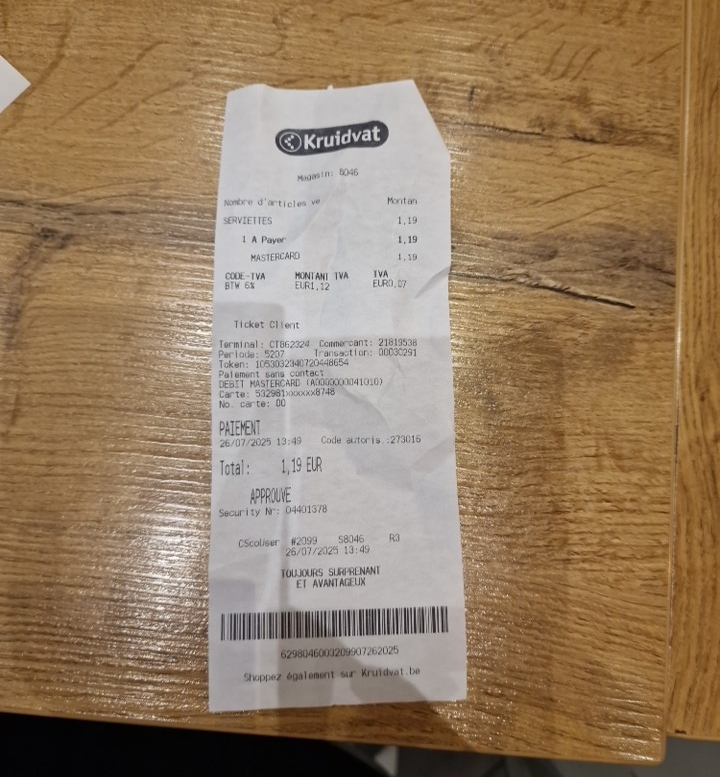 Kruidvat
Magasin: 8046
Nombre d'articles ve Montan
SERVIETTES 1,19
1 A Payer 1,19
MASTERCARD 1,19
CODE-TVA MONTANT TVA TVA
BTW 6% EUR1,12 EUR0,07
Ticket Client
Terminal: CT862324 Commercant: 21819538
Periode: 5207 Transaction: 00030291
Token: 1053032340720448654
Paiement sans contact
DEBIT MASTERCARD (A0000000041010)
Carte: 532981xxxxxx8748
No. carte: 00
PAIEMENT
26/07/2025 13:49 Code autoris.:273016
Total: 1,19 EUR
APPROUVE
Security Nr: 04401378
CScoUser #2099 S8046 R3
26/07/2025 13:49
TOUJOURS SURPRENANT
ET AVANTAGEUX
6298046003209907262025
Shoppez également sur Kruidvat.be